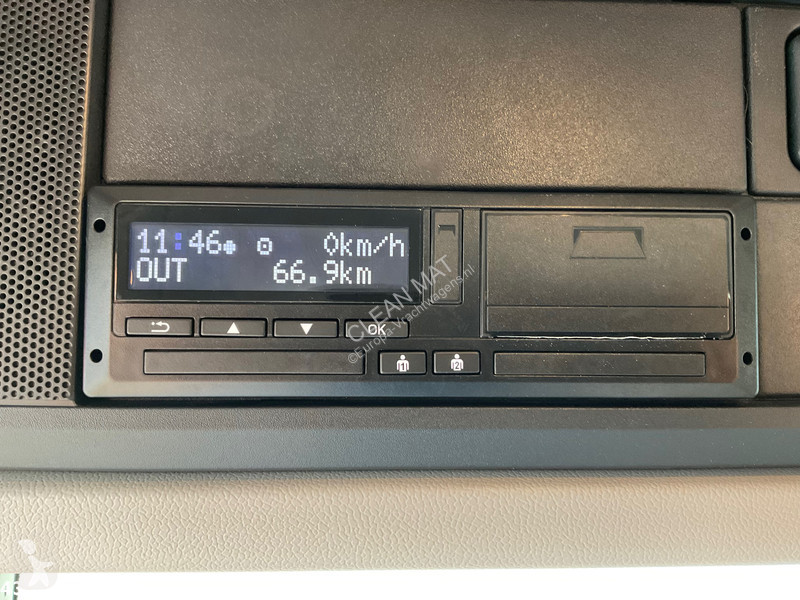 11:46 0km/h
OUT 66.9km
OK
1 2
CLEAN MAT
©Europa-Vrachtwagens.nl